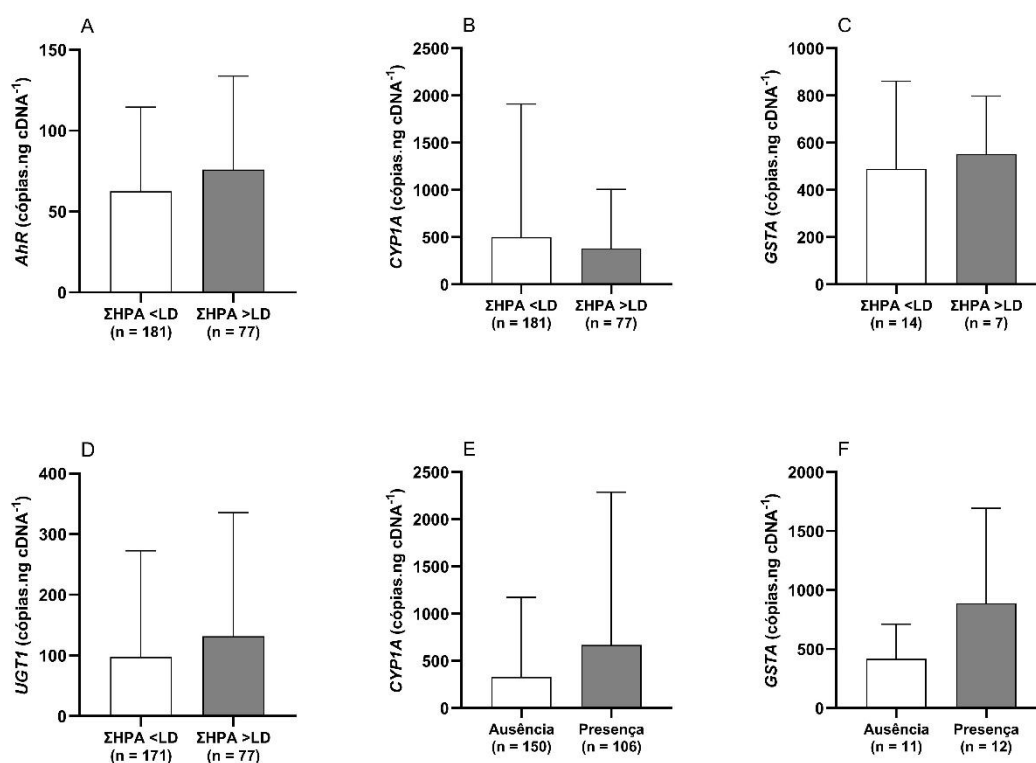 A
AhR (cópias.ng cDNA⁻¹)
150
100
50
0
ΣHPA <LD
(n = 181)
ΣHPA >LD
(n = 77)
B
CYP1A (cópias.ng cDNA⁻¹)
2500
2000
1500
1000
500
0
ΣHPA <LD
(n = 181)
ΣHPA >LD
(n = 77)
C
GSTA (cópias.ng cDNA⁻¹)
1000
800
600
400
200
0
ΣHPA <LD
(n = 14)
ΣHPA >LD
(n = 7)
D
UGT1 (cópias.ng cDNA⁻¹)
400
300
200
100
0
ΣHPA <LD
(n = 171)
ΣHPA >LD
(n = 77)
E
CYP1A (cópias.ng cDNA⁻¹)
2500
2000
1500
1000
500
0
Ausência
(n = 150)
Presença
(n = 106)
F
GSTA (cópias.ng cDNA⁻¹)
2000
1500
1000
500
0
Ausência
(n = 11)
Presença
(n = 12)